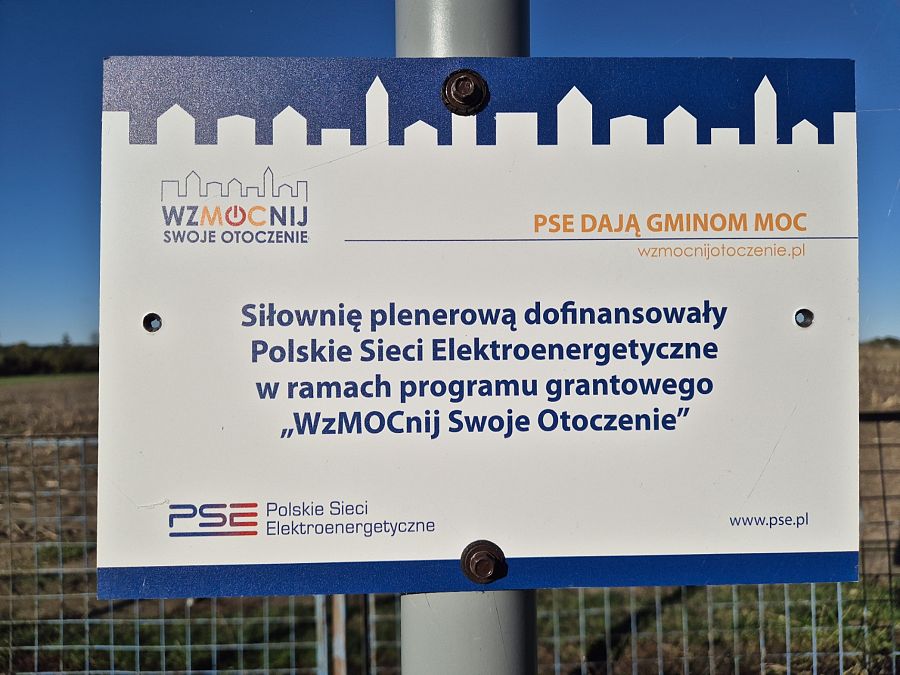 WZMOCNIJ
SWOJE OTOCZENIE
PSE DAJĄ GMINOM MOC
wzmocnijotoczenie.pl
Siłownię plenerową dofinansowały
Polskie Sieci Elektroenergetyczne
w ramach programu grantowego
„WzMOCnij Swoje Otoczenie”
PSE Polskie Sieci
Elektroenergetyczne
www.pse.pl